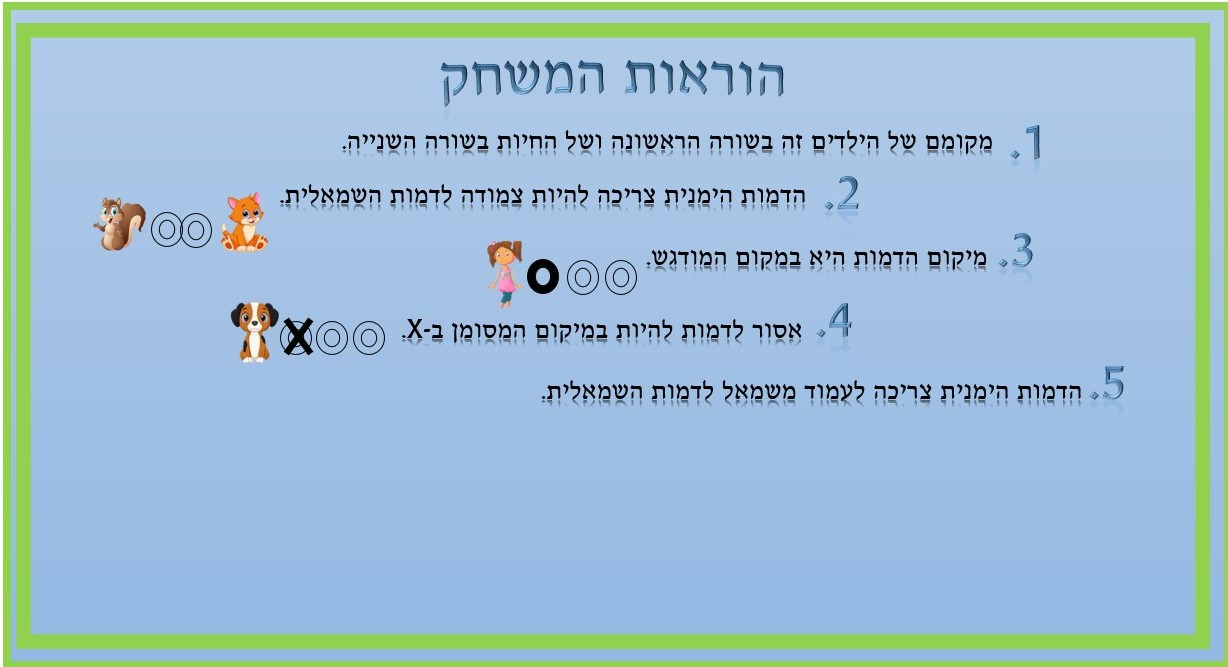 הוראות המשחק
1. מקומם של הילדים זה בשורה הראשונה ושל החיות בשורה השנייה.
2. הדמות הימנית צריכה להיות צמודה לדמות השמאלית.
3. מיקום הדמות היא במקום המודגש.
4. אסור לדמות להיות במיקום המסומן ב-X.
5. הדמות הימנית צריכה לעמוד משמאל לדמות השמאלית.